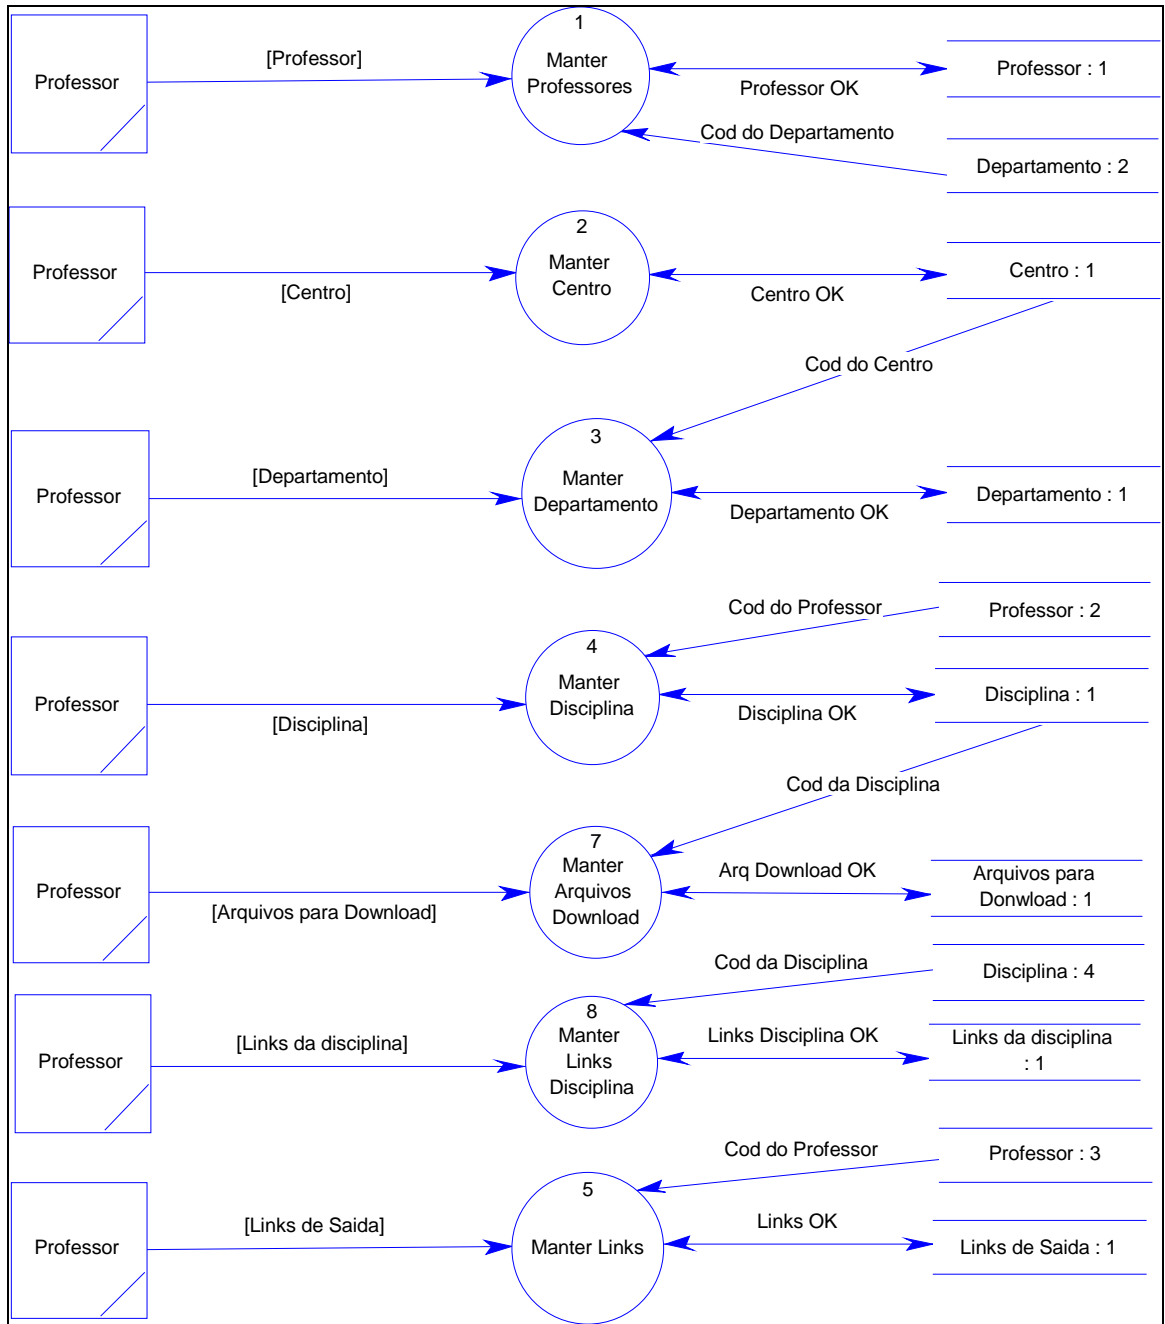 1
[Professor]
Manter
Professores
Professor
Professor : 1
Professor OK
Cod do Departamento
Departamento : 2
2
Manter
Centro
Professor
Centro : 1
[Centro]
Centro OK
Cod do Centro
3
[Departamento]
Manter
Departamento
Professor
Departamento : 1
Departamento OK
Cod do Professor
Professor : 2
4
Manter
Disciplina
Professor
Disciplina : 1
[Disciplina]
Disciplina OK
Cod da Disciplina
7
Manter
Arquivos
Download
Arq Download OK
Arquivos para
Donwload : 1
Professor
[Arquivos para Download]
Cod da Disciplina
Disciplina : 4
8
Manter
Links
Disciplina
[Links da disciplina]
Links Disciplina OK
Links da disciplina
: 1
Professor
Cod do Professor
Professor : 3
5
[Links de Saida]
Links OK
Professor
Manter Links
Links de Saida : 1